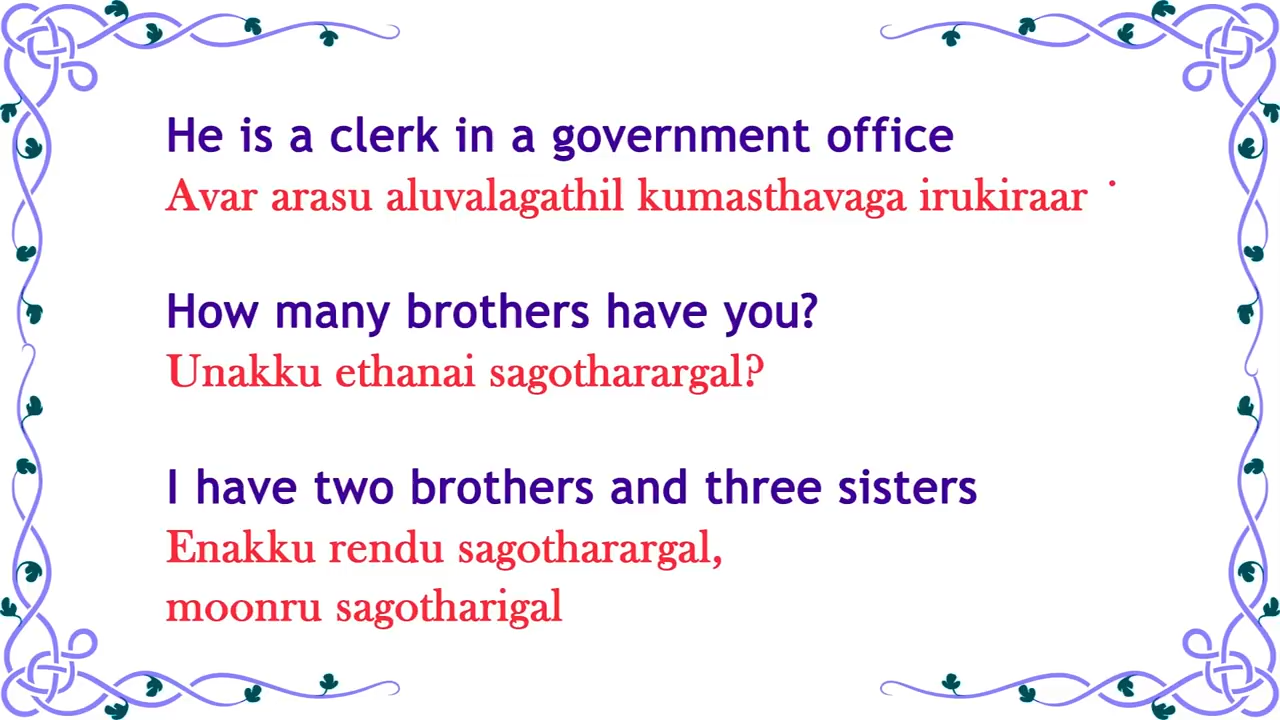 He is a clerk in a government office
Avar arasu aluvalagathil kumasthavaga irukiraar
How many brothers have you?
Unakku ethanai sagotharargal?
I have two brothers and three sisters
Enakku rendu sagotharargal,
moonru sagotharigal